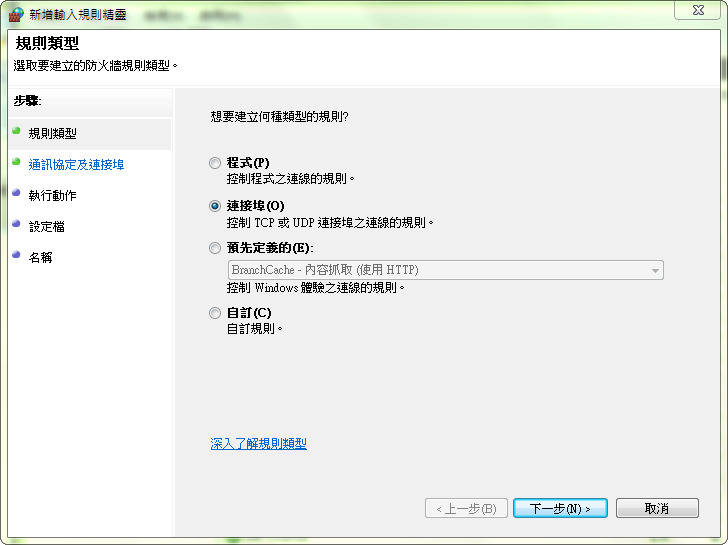 新增輸入規則精靈
規則類型
選取要建立的防火牆規則類型。
步驟:
規則類型
通訊協定及連接埠
執行動作
設定檔
名稱
想要建立何種類型的規則?
程式(P)
控制程式之連線的規則。
連接埠(O)
控制 TCP 或 UDP 連接埠之連線的規則。
預先定義的(E):
BranchCache - 內容抓取 (使用 HTTP)
控制 Windows 體驗之連線的規則。
自訂(C)
自訂規則。
深入了解規則類型
< 上一步(B)
下一步(N) >
取消